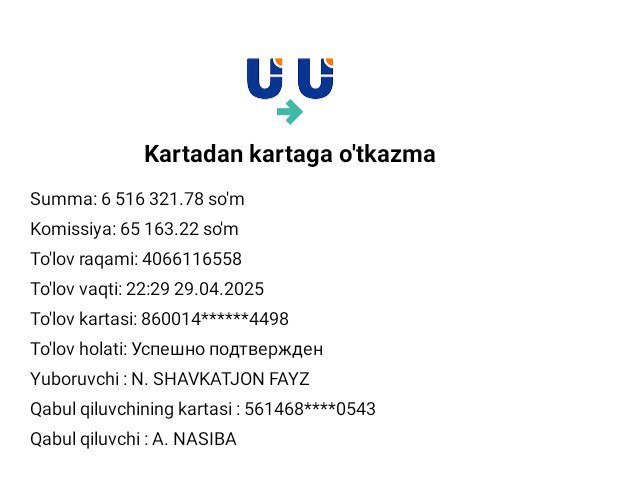 Kartadan kartaga o'tkazma
Summa: 6 516 321.78 so'm
Komissiya: 65 163.22 so'm
To'lov raqami: 4066116558
To'lov vaqti: 22:29 29.04.2025
To'lov kartasi: 860014******4498
To'lov holati: Успешно подтвержден
Yuboruvchi : N. SHAVKATJON FAYZ
Qabul qiluvchining kartasi : 561468****0543
Qabul qiluvchi : A. NASIBA